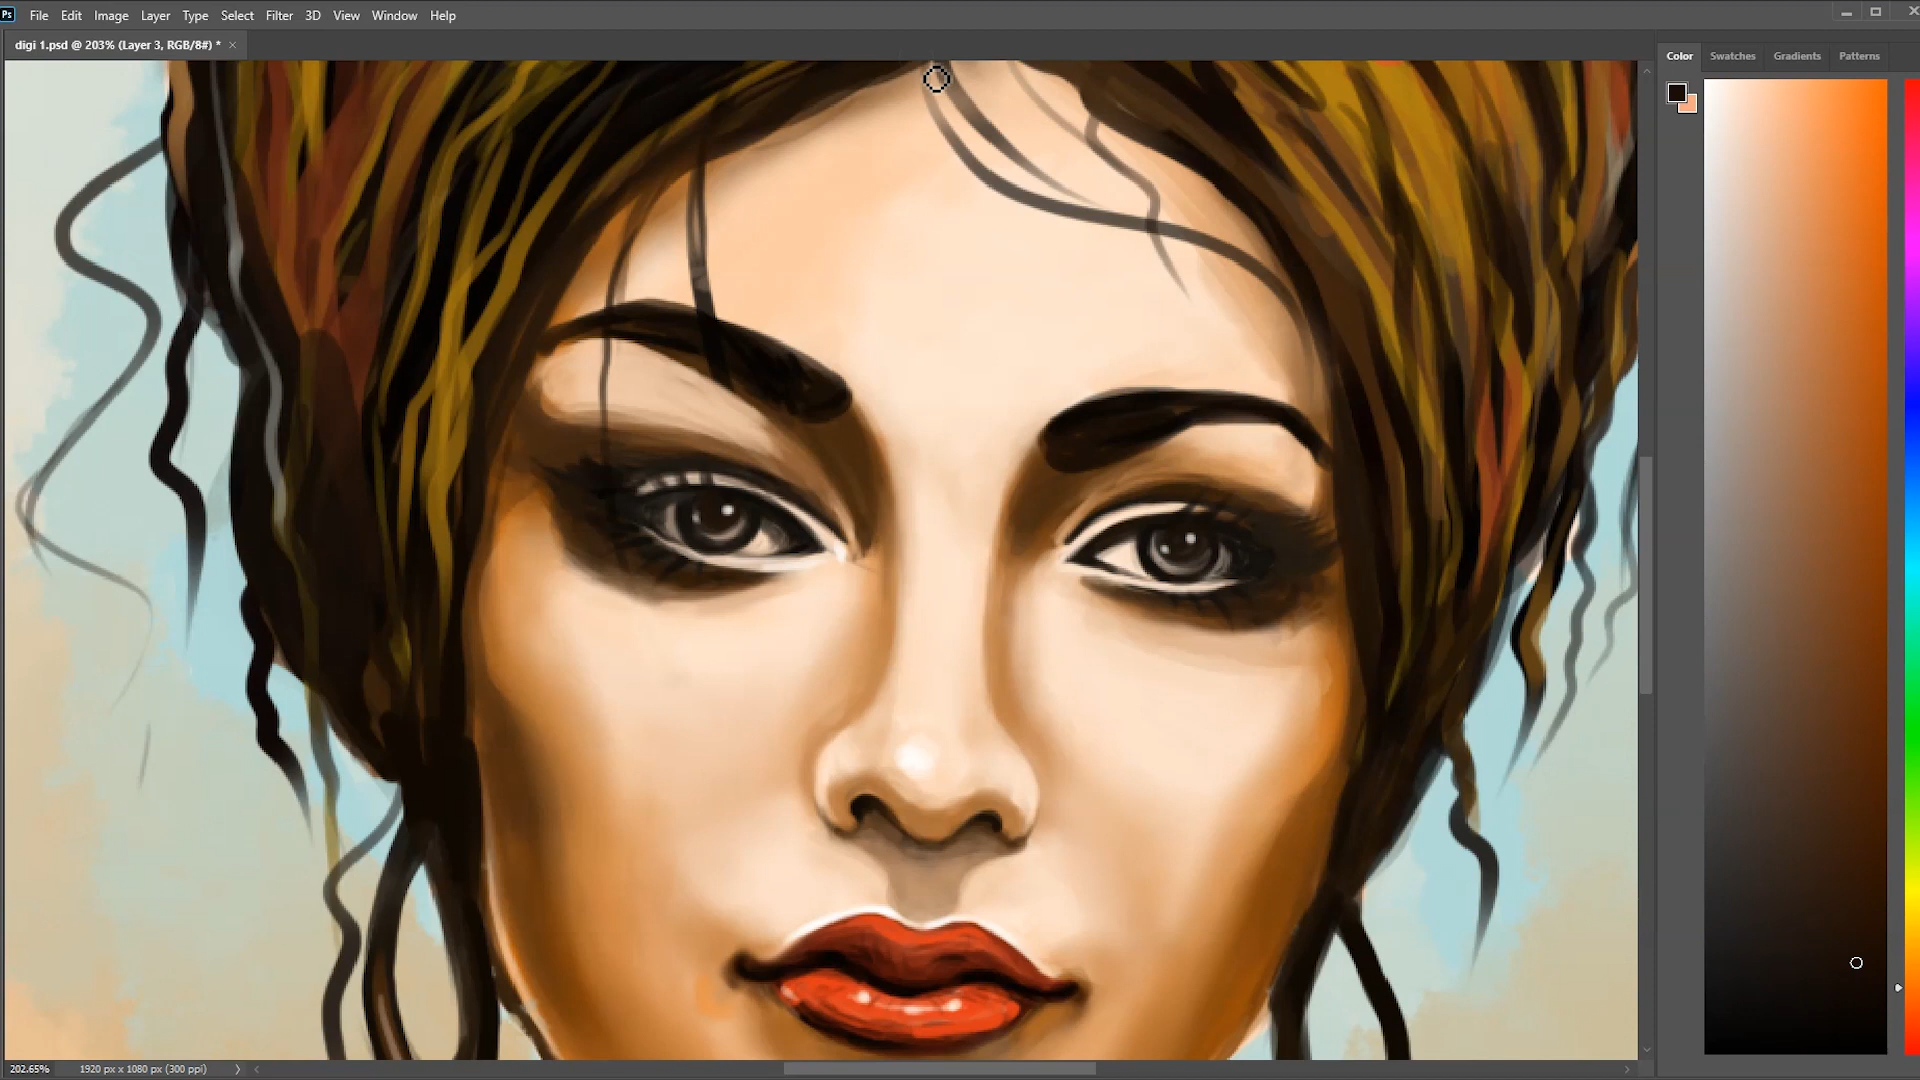 Ps File Edit Image Layer Type Select Filter 3D View Window Help
digi 1.psd @ 203% (Layer 3, RGB/8#) * ×
Color Swatches Gradients Patterns
202.65% 1920 px x 1080 px (300 ppi)